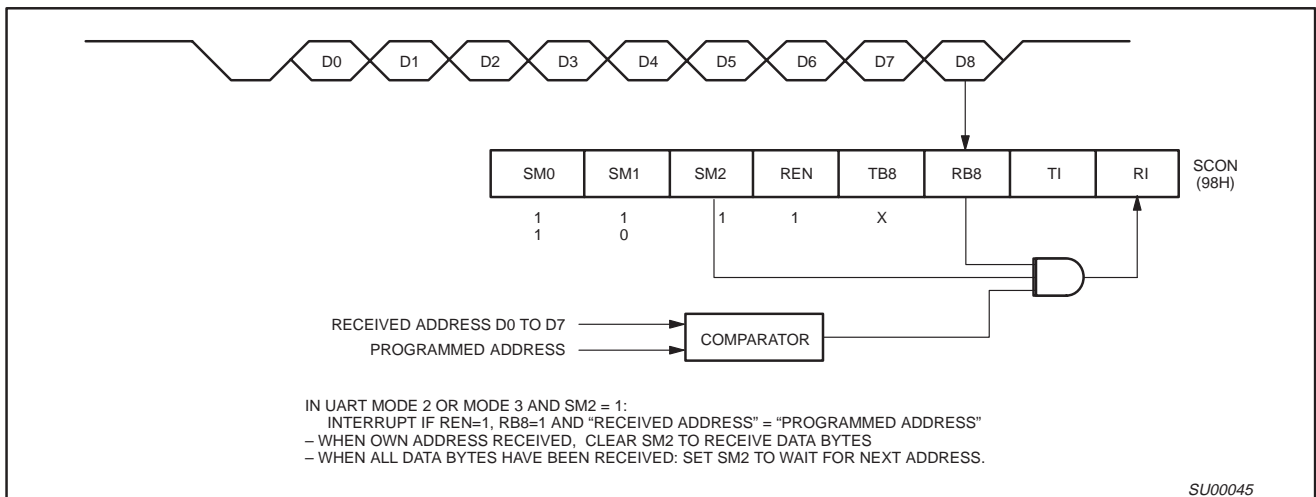 D0 D1 D2 D3 D4 D5 D6 D7 D8
SM0 SM1 SM2 REN TB8 RB8 TI RI
SCON
(98H)
1 1 1 1 X
1 0
RECEIVED ADDRESS D0 TO D7
PROGRAMMED ADDRESS
COMPARATOR
IN UART MODE 2 OR MODE 3 AND SM2 = 1:
INTERRUPT IF REN=1, RB8=1 AND “RECEIVED ADDRESS” = “PROGRAMMED ADDRESS”
– WHEN OWN ADDRESS RECEIVED, CLEAR SM2 TO RECEIVE DATA BYTES
– WHEN ALL DATA BYTES HAVE BEEN RECEIVED: SET SM2 TO WAIT FOR NEXT ADDRESS.
SU00045